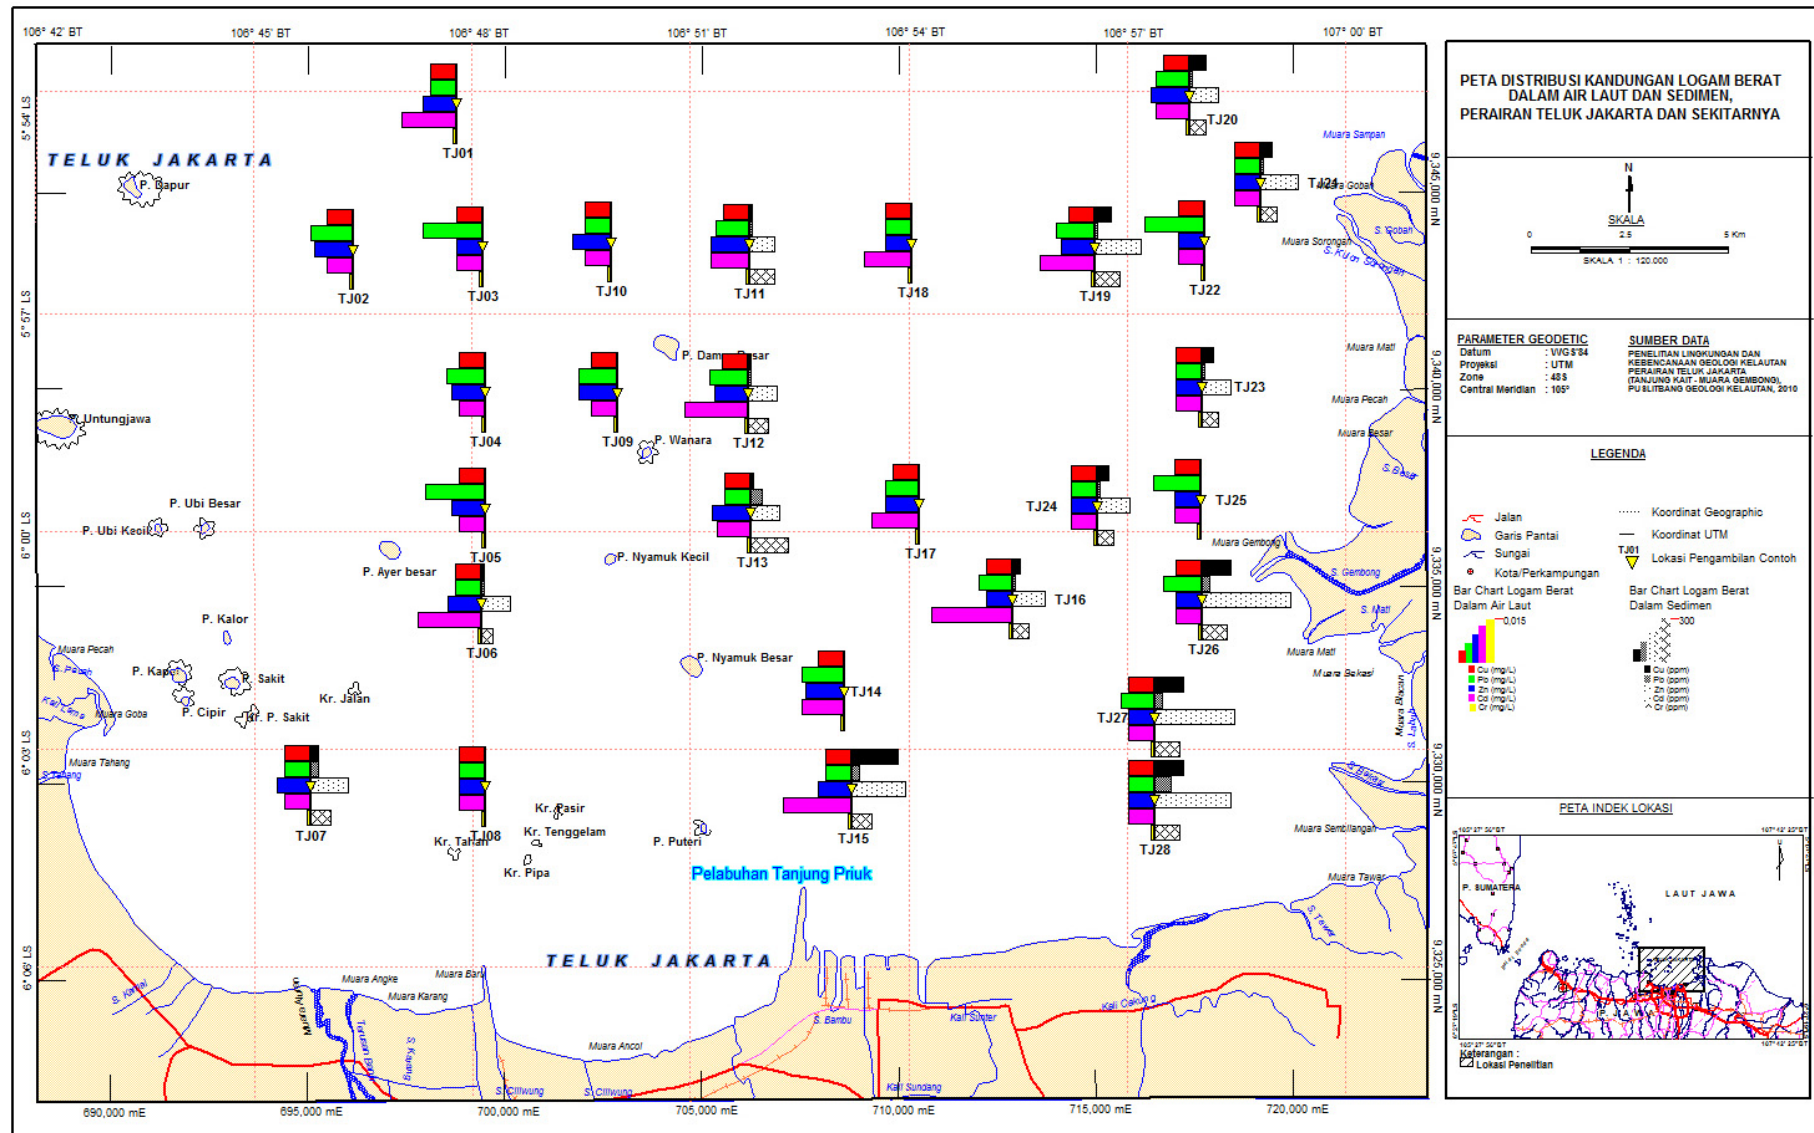 106° 42' BT
106° 45' BT
106° 48' BT
106° 51' BT
106° 54' BT
106° 57' BT
107° 00' BT
5° 54' LS
5° 57' LS
6° 00' LS
6° 03' LS
6° 06' LS
9,345,000 mN
9,340,000 mN
9,335,000 mN
9,330,000 mN
9,325,000 mN
690,000 mE
695,000 mE
700,000 mE
705,000 mE
710,000 mE
715,000 mE
720,000 mE
TELUK JAKARTA
P. Dapur
TJ01
TJ20
Muara Sampan
TJ21
Muara Gobah
S. Gobah
Muara Sorongan
TJ02
TJ03
TJ10
TJ11
TJ18
TJ19
TJ22
Muara Mati
TJ23
Muara Pecah
Muara Besar
S. Besar
P. Untungjawa
TJ04
TJ09
TJ12
P. Wanara
P. Ubi Besar
P. Ubi Kecil
TJ05
P. Ayer besar
TJ13
P. Nyamuk Kecil
TJ17
TJ24
TJ25
Muara Gembong
S. Gembong
TJ16
TJ26
S. Mati
Muara Mati
TJ06
P. Kalor
P. Nyamuk Besar
TJ14
Muara Bekasi
Muara Blacan
S. Labuh
Muara Pecah
S. Pauah
Kali Lama
Muara Goba
P. Sakit
Kr. Jalan
P. Cipir
Kr. P. Sakit
TJ27
Muara Tahang
S. Tahang
TJ07
TJ08
Kr. Pasir
Kr. Tenggelam
Kr. Tahan
Kr. Pipa
P. Puteri
TJ15
TJ28
S. Bekasi
Muara Sembilangan
Pelabuhan Tanjung Priuk
Muara Tawar
S. Tawar
TELUK JAKARTA
Muara Angke
Muara Baru
Muara Karang
S. Karang
S. Bambu
Kali Sunter
Kali Cakung
Muara Ancol
S. Ciliwung
S. Ciliwung
Kali Sundang
PETA DISTRIBUSI KANDUNGAN LOGAM BERAT
DALAM AIR LAUT DAN SEDIMEN,
PERAIRAN TELUK JAKARTA DAN SEKITARNYA
N
SKALA
0 2.5 5 Km
SKALA 1 : 120.000
PARAMETER GEODETIC
Datum : WGS'84
Proyeksi : UTM
Zone : 48S
Central Meridian : 105°
SUMBER DATA
PENELITIAN LINGKUNGAN DAN
KEBENCANAAN GEOLOGI KELAUTAN
PERAIRAN TELUK JAKARTA
(TANJUNG KAIT - MUARA GEMBONG),
PUSLITBANG GEOLOGI KELAUTAN, 2010
LEGENDA
Jalan
Garis Pantai
Sungai
Kota/Perkampungan
Koordinat Geographic
Koordinat UTM
TJ01
Lokasi Pengambilan Contoh
Bar Chart Logam Berat
Dalam Air Laut
0,015
Cu (mg/L)
Pb (mg/L)
Zn (mg/L)
Cd (mg/L)
Cr (mg/L)
Bar Chart Logam Berat
Dalam Sedimen
300
Cu (ppm)
Pb (ppm)
Zn (ppm)
Cd (ppm)
Cr (ppm)
PETA INDEK LOKASI
P. SUMATERA
LAUT JAWA
P. JAWA
Keterangan :
Lokasi Penelitian